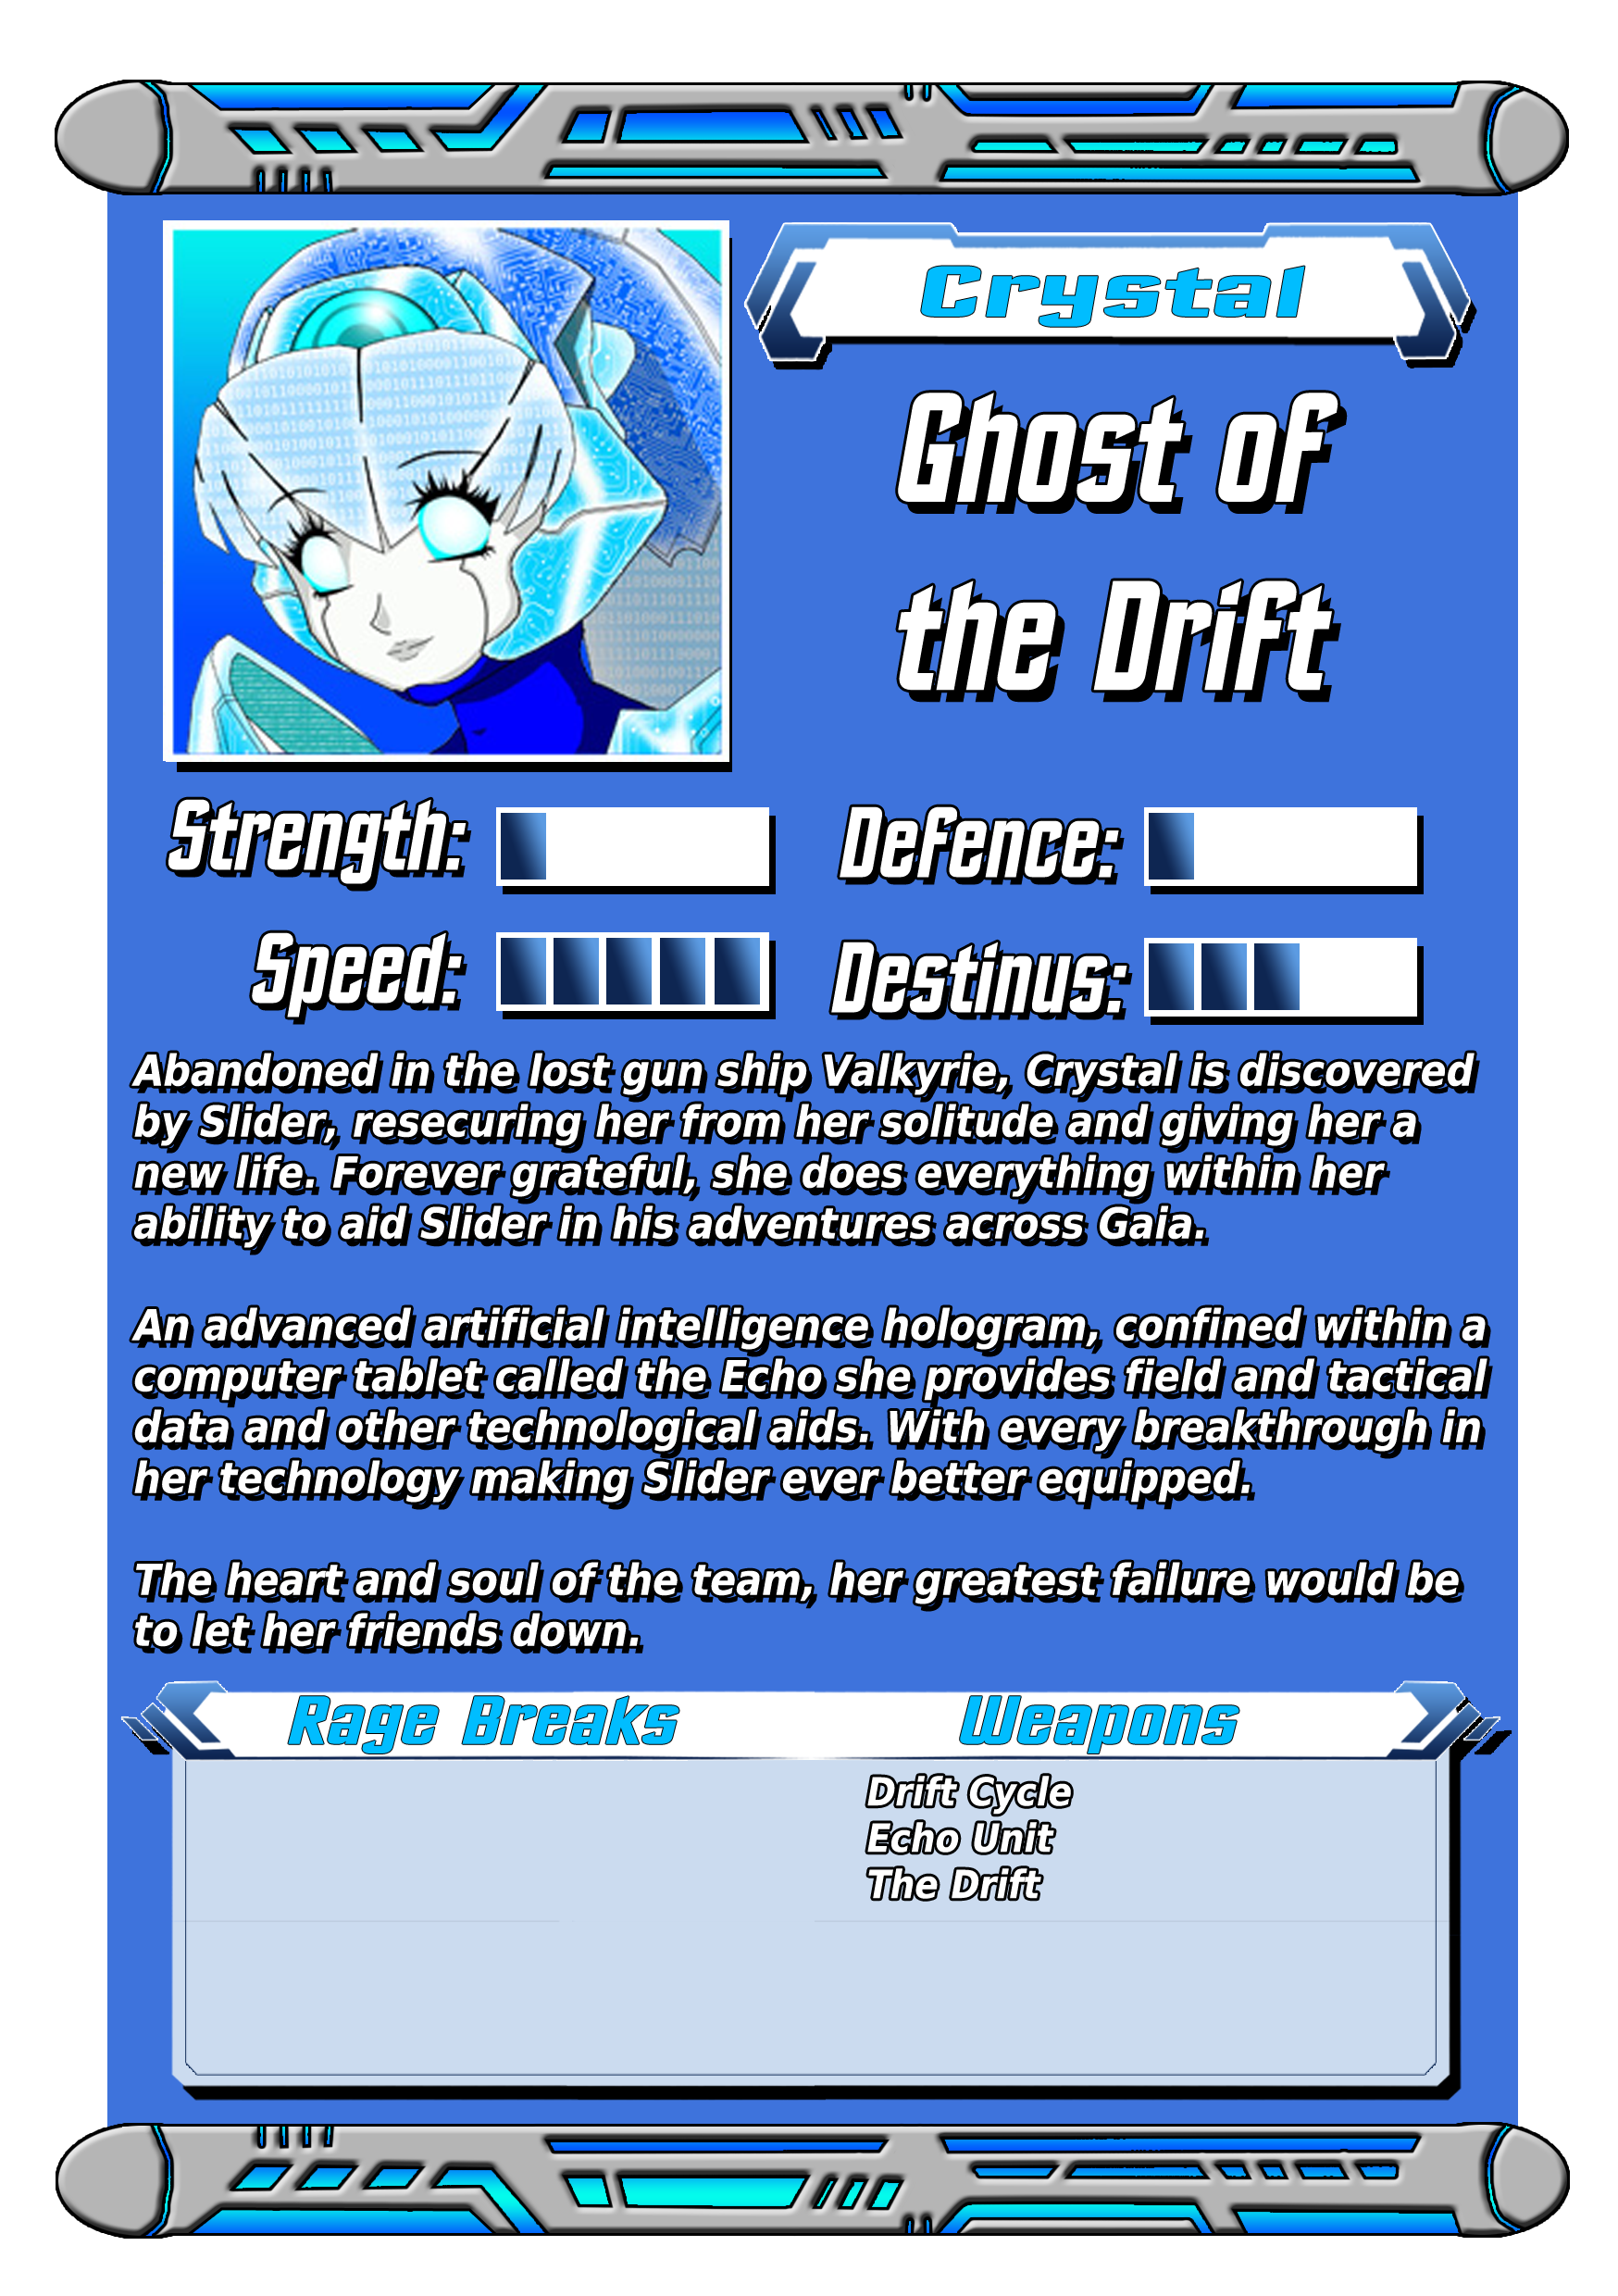 Crystal
Ghost of
the Drift
Strength:
Defence:
Speed:
Destinus:
Abandoned in the lost gun ship Valkyrie, Crystal is discovered
by Slider, resecuring her from her solitude and giving her a
new life. Forever grateful, she does everything within her
ability to aid Slider in his adventures across Gaia.
An advanced artificial intelligence hologram, confined within a
computer tablet called the Echo she provides field and tactical
data and other technological aids. With every breakthrough in
her technology making Slider ever better equipped.
The heart and soul of the team, her greatest failure would be
to let her friends down.
Rage Breaks
Weapons
Drift Cycle
Echo Unit
The Drift